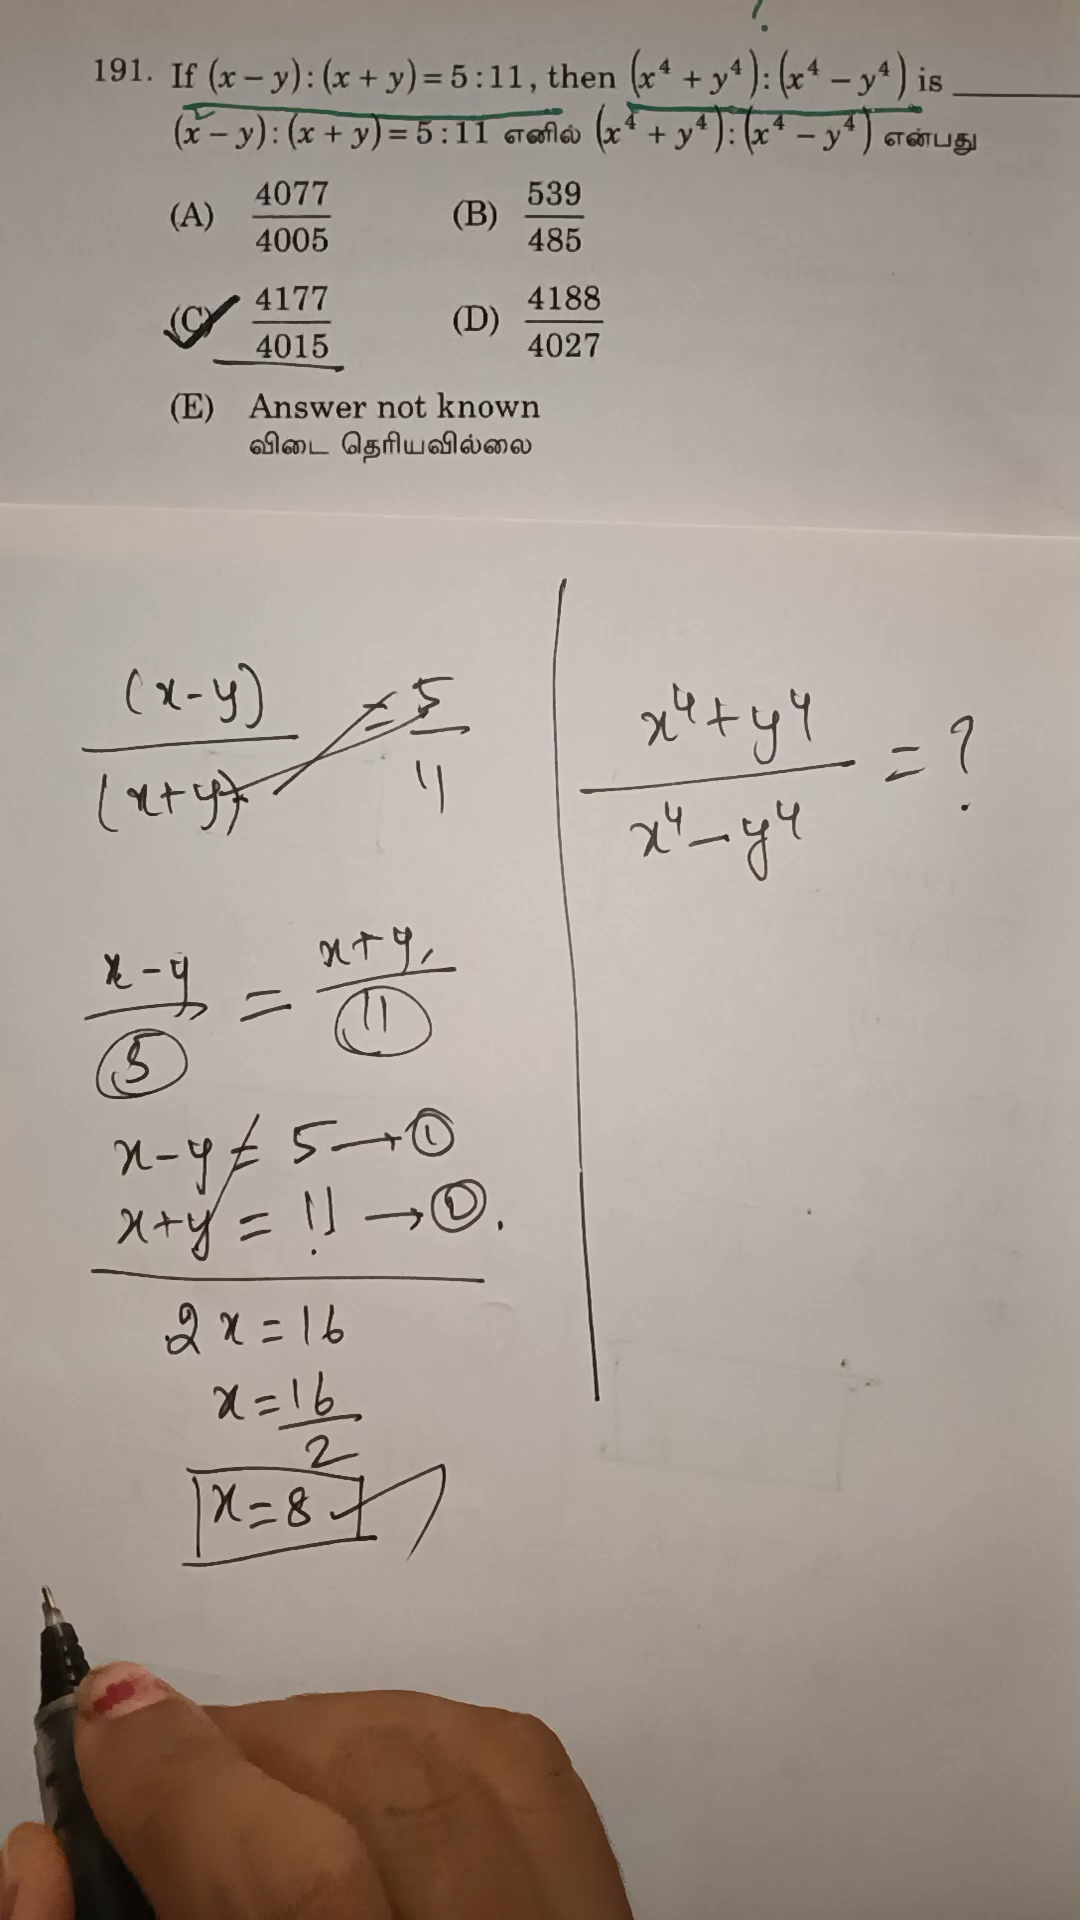 191. If (x – y) : (x + y) = 5 : 11, then (x⁴ + y⁴) : (x⁴ – y⁴) is ______
(x – y) : (x + y) = 5 : 11 எனில் (x⁴ + y⁴) : (x⁴ – y⁴) என்பது
(A) 4077/4005 (B) 539/485
(C) 4177/4015 (D) 4188/4027
(E) Answer not known
விடை தெரியவில்லை
(x-y)/(x+y) = 5/11
x⁴+y⁴/x⁴-y⁴ = ?
x-y/5 = x+y/11
x-y = 5 → ①
x+y = 11 → ②.
2x = 16
x = 16/2
x = 8